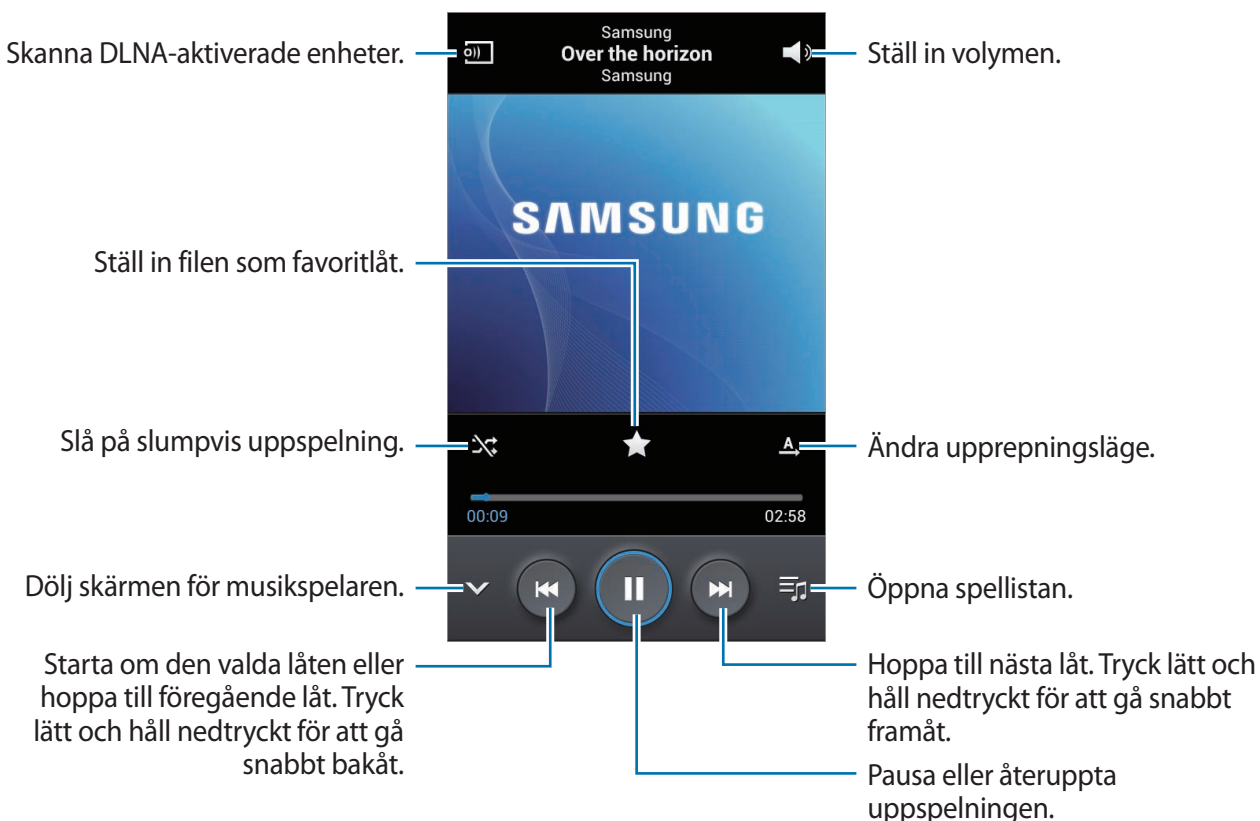 Samsung
Over the horizon
Samsung
Skanna DLNA-aktiverade enheter.
Ställ in volymen.
SAMSUNG
Ställ in filen som favoritlåt.
Slå på slumpvis uppspelning.
A
Ändra upprepningsläge.
00:09
02:58
Dölj skärmen för musikspelaren.
Öppna spellistan.
Starta om den valda låten eller
hoppa till föregående låt. Tryck
lätt och håll nedtryckt för att gå
snabbt bakåt.
Hoppa till nästa låt. Tryck lätt och
håll nedtryckt för att gå snabbt
framåt.
Pausa eller återuppta
uppspelningen.